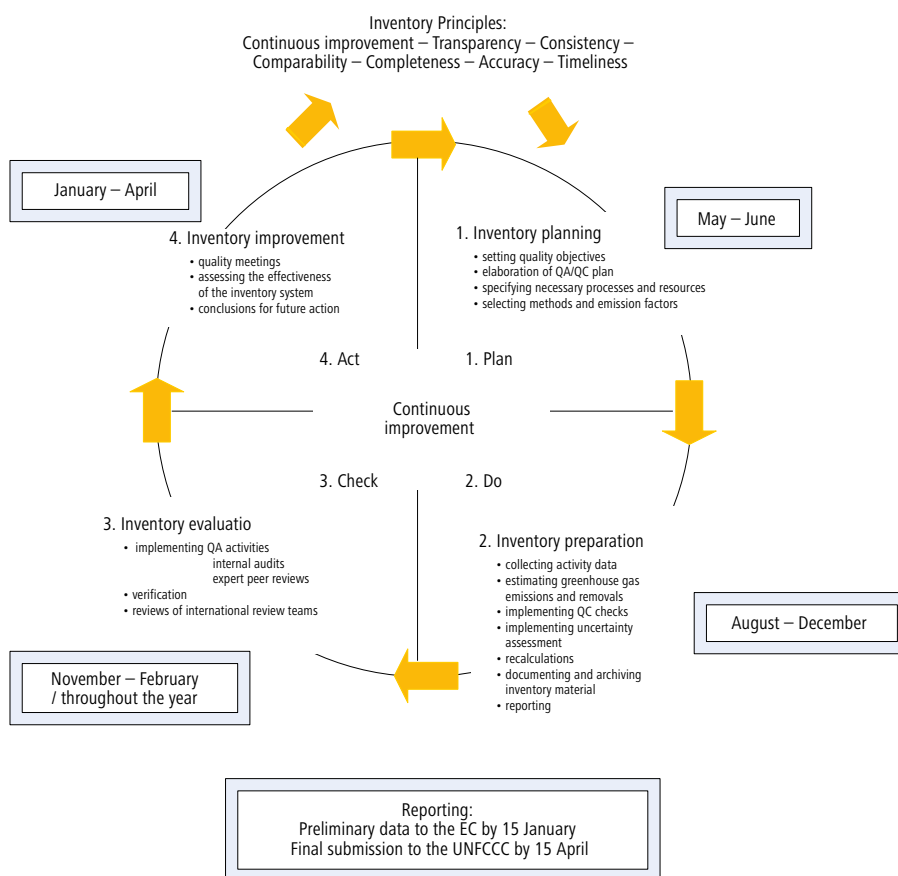 Inventory Principles:
Continuous improvement – Transparency – Consistency –
Comparability – Completeness – Accuracy – Timeliness
January – April
May – June
4. Inventory improvement
• quality meetings
• assessing the effectiveness
of the inventory system
• conclusions for future action
1. Inventory planning
• setting quality objectives
• elaboration of QA/QC plan
• specifying necessary processes and resources
• selecting methods and emission factors
4. Act
1. Plan
Continuous
improvement
3. Check
2. Do
3. Inventory evaluatio
• implementing QA activities
internal audits
expert peer reviews
• verification
• reviews of international review teams
2. Inventory preparation
• collecting activity data
• estimating greenhouse gas
emissions and removals
• implementing QC checks
• implementing uncertainty
assessment
• recalculations
• documenting and archiving
inventory material
• reporting
August – December
November – February
/ throughout the year
Reporting:
Preliminary data to the EC by 15 January
Final submission to the UNFCCC by 15 April